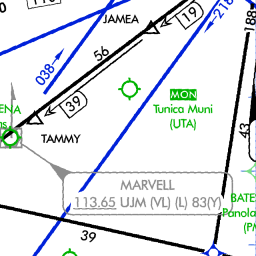 JAMEA
19
218
188
56
038
MON
39
Tunica Muni
(UTA)
43
ENA
TAMMY
MARVELL
113.65 UJM (VL) (L) 83(Y)
BATE
Panola
(PM
39